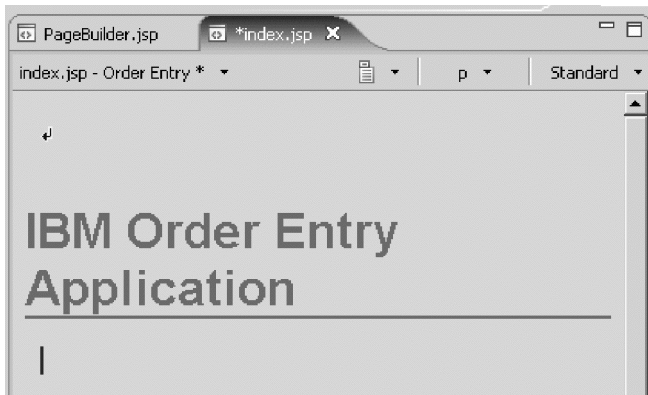 PageBuilder.jsp *index.jsp
index.jsp - Order Entry * p Standard
IBM Order Entry
Application